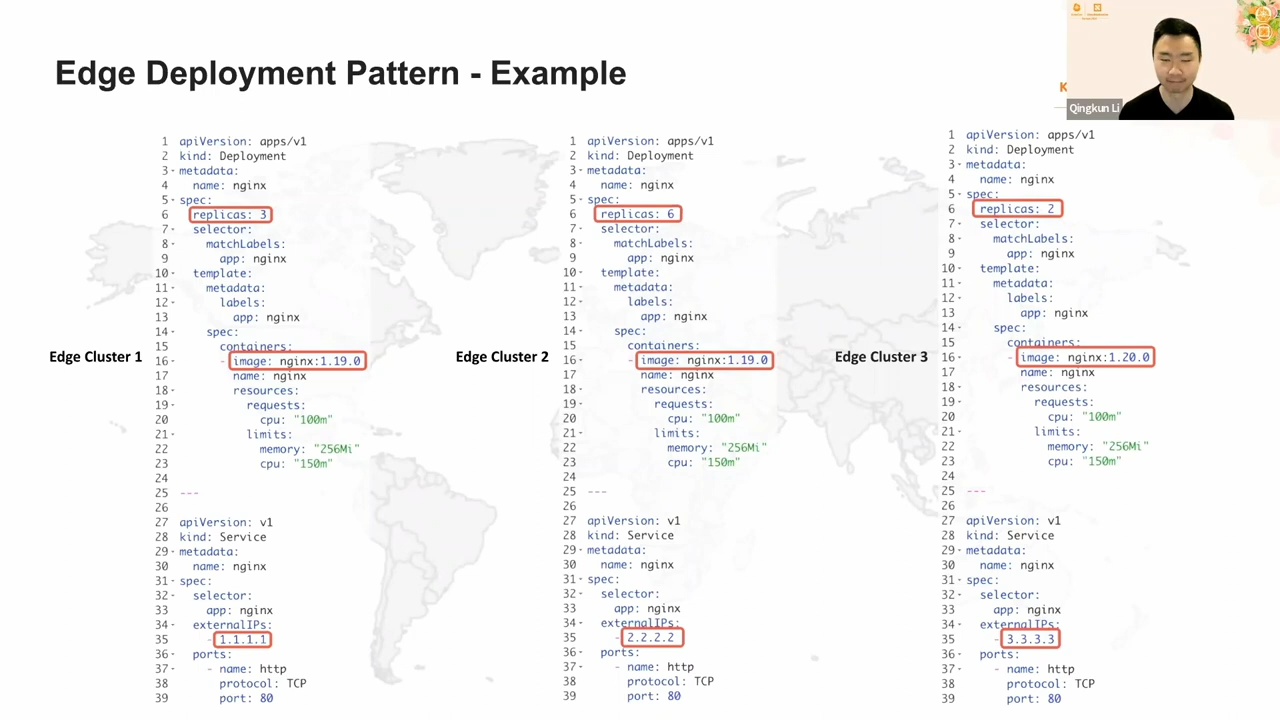 Edge Deployment Pattern - Example
K
Qingkun Li
Edge Cluster 1
1 apiVersion: apps/v1
2 kind: Deployment
3 metadata:
4 name: nginx
5 spec:
6 replicas: 3
7 selector:
8 matchLabels:
9 app: nginx
10 template:
11 metadata:
12 labels:
13 app: nginx
14 spec:
15 containers:
16 - image: nginx:1.19.0
17 name: nginx
18 resources:
19 requests:
20 cpu: "100m"
21 limits:
22 memory: "256Mi"
23 cpu: "150m"
24
25 ---
26
27 apiVersion: v1
28 kind: Service
29 metadata:
30 name: nginx
31 spec:
32 selector:
33 app: nginx
34 externalIPs:
35 - 1.1.1.1
36 ports:
37 - name: http
38 protocol: TCP
39 port: 80
Edge Cluster 2
1 apiVersion: apps/v1
2 kind: Deployment
3 metadata:
4 name: nginx
5 spec:
6 replicas: 6
7 selector:
8 matchLabels:
9 app: nginx
10 template:
11 metadata:
12 labels:
13 app: nginx
14 spec:
15 containers:
16 - image: nginx:1.19.0
17 name: nginx
18 resources:
19 requests:
20 cpu: "100m"
21 limits:
22 memory: "256Mi"
23 cpu: "150m"
24
25 ---
26
27 apiVersion: v1
28 kind: Service
29 metadata:
30 name: nginx
31 spec:
32 selector:
33 app: nginx
34 externalIPs:
35 - 2.2.2.2
36 ports:
37 - name: http
38 protocol: TCP
39 port: 80
Edge Cluster 3
1 apiVersion: apps/v1
2 kind: Deployment
3 metadata:
4 name: nginx
5 spec:
6 replicas: 2
7 selector:
8 matchLabels:
9 app: nginx
10 template:
11 metadata:
12 labels:
13 app: nginx
14 spec:
15 containers:
16 - image: nginx:1.20.0
17 name: nginx
18 resources:
19 requests:
20 cpu: "100m"
21 limits:
22 memory: "256Mi"
23 cpu: "150m"
24
25 ---
26
27 apiVersion: v1
28 kind: Service
29 metadata:
30 name: nginx
31 spec:
32 selector:
33 app: nginx
34 externalIPs:
35 - 3.3.3.3
36 ports:
37 - name: http
38 protocol: TCP
39 port: 80